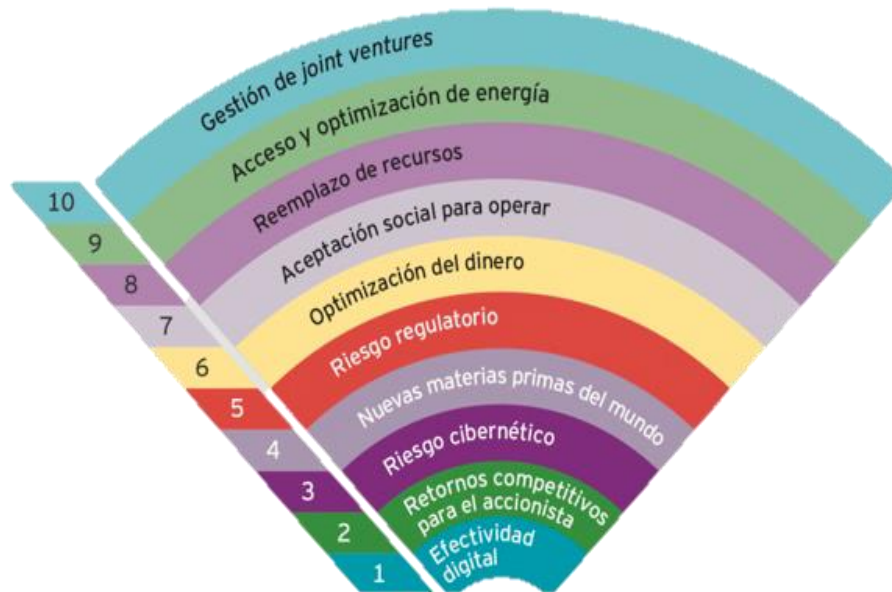 10
Gestión de joint ventures
9
Acceso y optimización de energía
8
Reemplazo de recursos
7
Aceptación social para operar
6
Optimización del dinero
5
Riesgo regulatorio
4
Nuevas materias primas del mundo
3
Riesgo cibernético
2
Retornos competitivos
para el accionista
1
Efectividad
digital